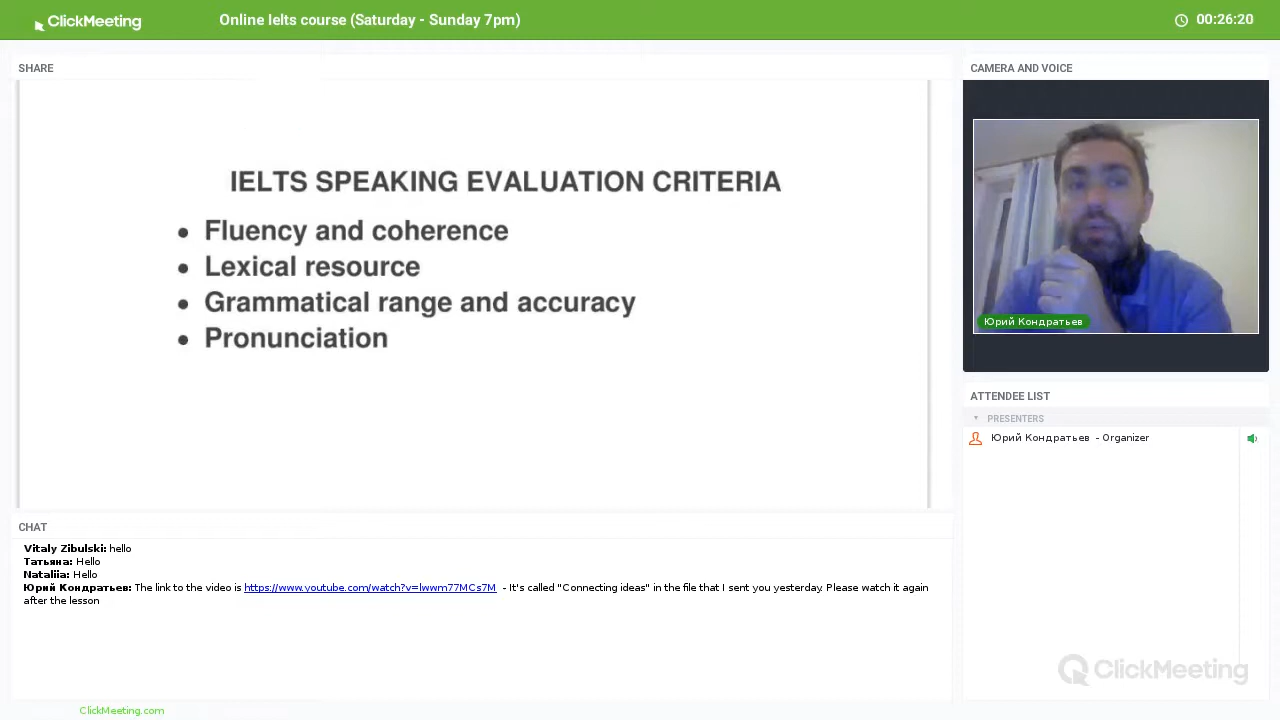 ClickMeeting
Online Ielts course (Saturday - Sunday 7pm)
00:26:20
SHARE
IELTS SPEAKING EVALUATION CRITERIA
• Fluency and coherence
• Lexical resource
• Grammatical range and accuracy
• Pronunciation
CAMERA AND VOICE
Юрий Кондратьев
ATTENDEE LIST
PRESENTERS
Юрий Кондратьев - Organizer
CHAT
Vitaly Zibulski: hello
Татьяна: Hello
Nataliia: Hello
Юрий Кондратьев: The link to the video is https://www.youtube.com/watch?v=lwwm77MCs7M - It's called "Connecting ideas" in the file that I sent you yesterday. Please watch it again
after the lesson
ClickMeeting
ClickMeeting.com